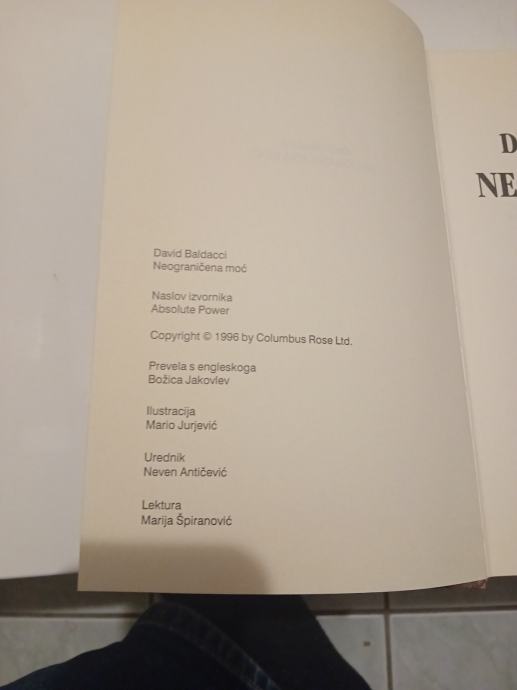 David Baldacci
Neograničena moć
Naslov izvornika
Absolute Power
Copyright © 1996 by Columbus Rose Ltd.
Prevela s engleskoga
Božica Jakovlev
Ilustracija
Mario Jurjević
Urednik
Neven Antičević
Lektura
Marija Špiranović
D
NE